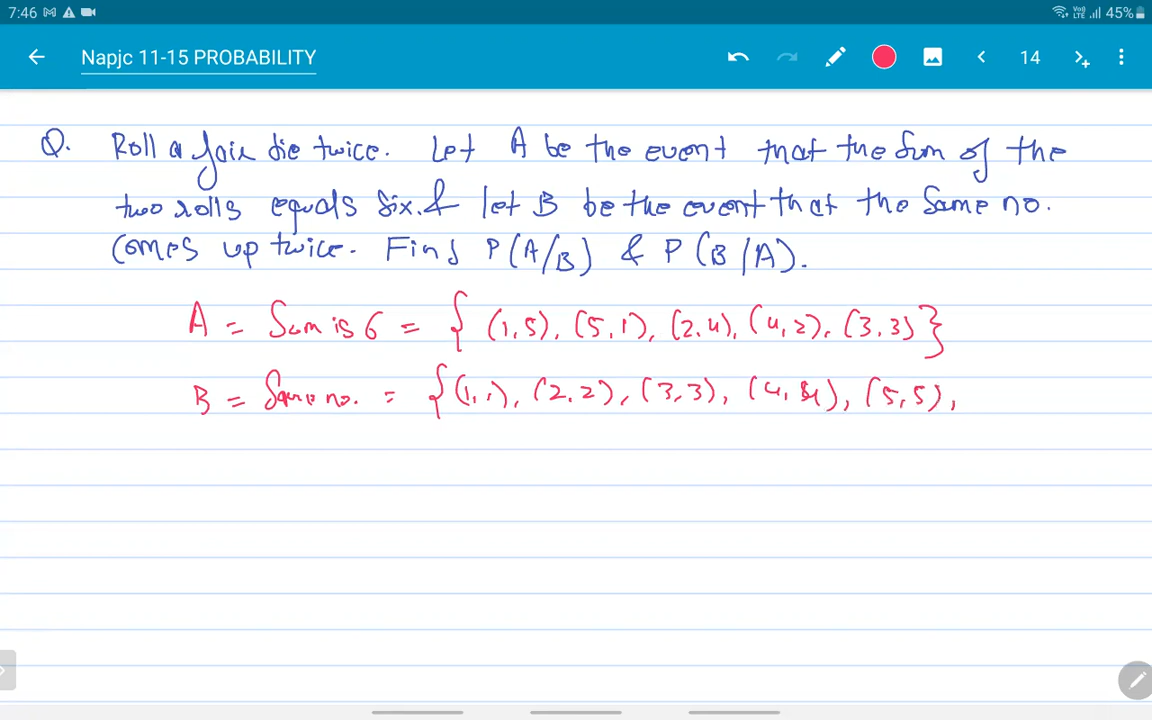 7:46 45%
Napjc 11-15 PROBABILITY 14
Q. Roll a fair die twice. Let A be the event that the Sum of the
two rolls equals Six. & let B be the event that the Same no.
Comes up twice. Find P(A/B) & P(B/A).
A = Sum is 6 = { (1,5), (5,1), (2,4), (4,2), (3,3) }
B = Same no. = { (1,1), (2,2), (3,3), (4,4), (5,5),